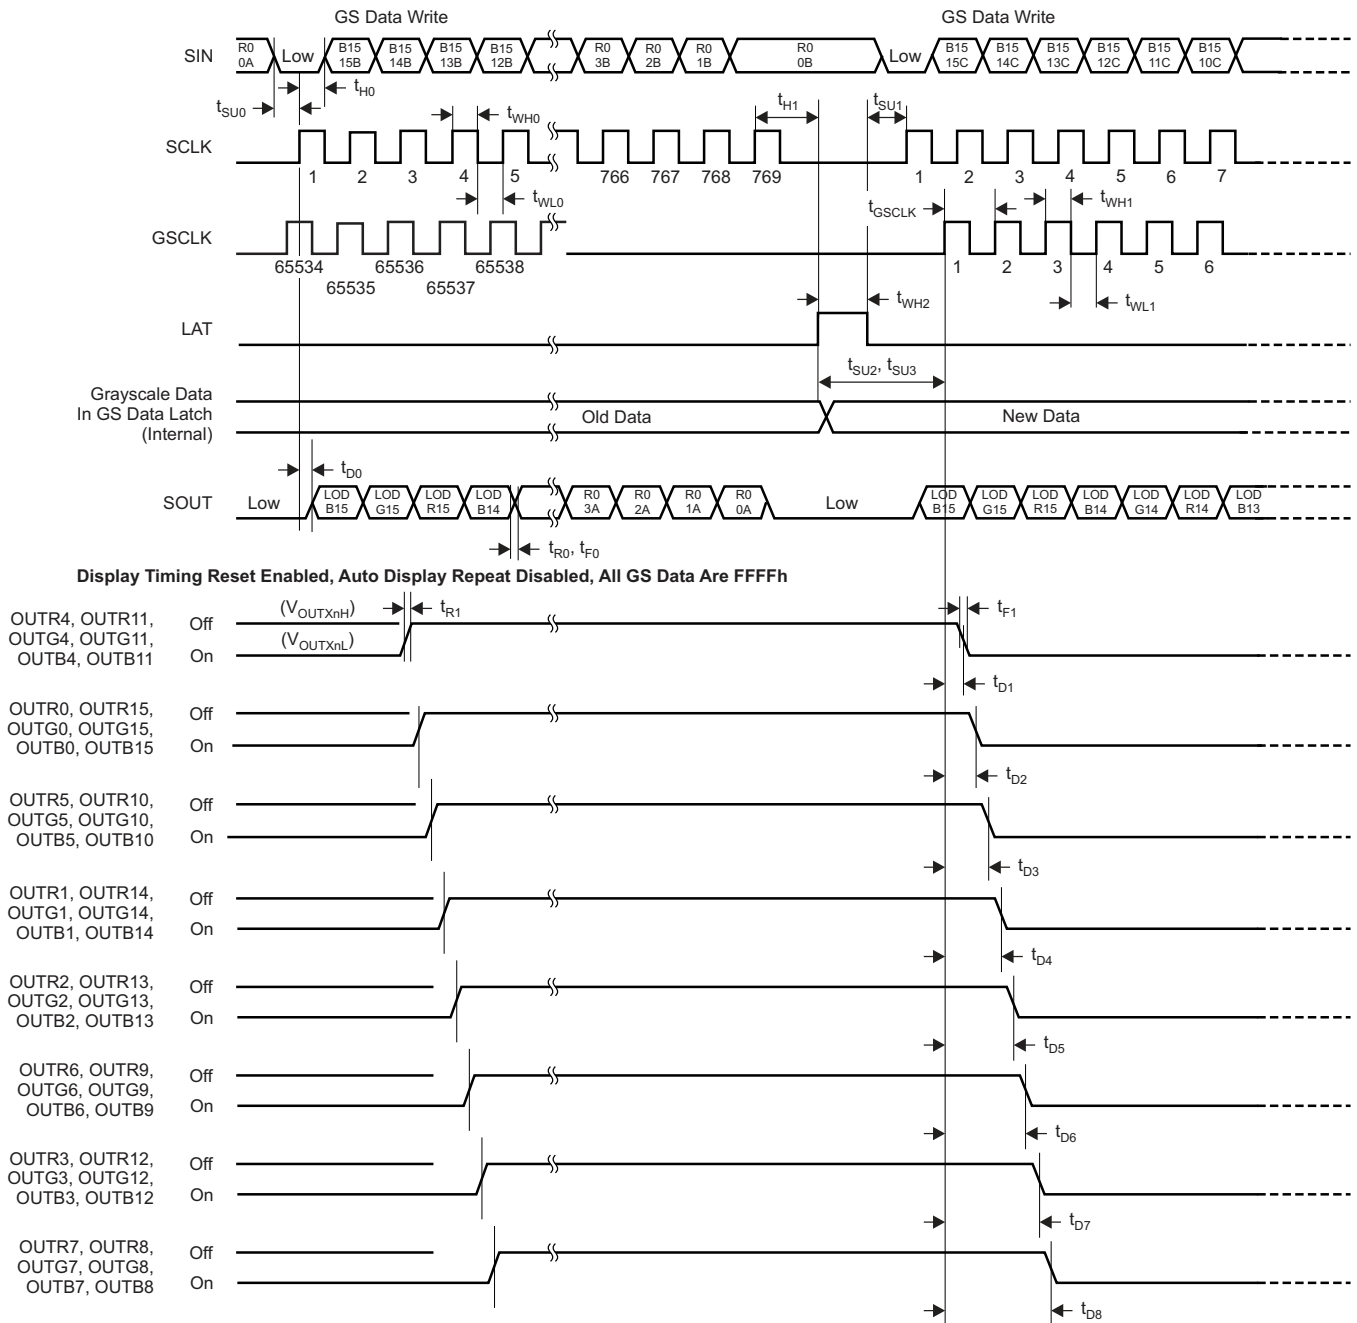 GS Data Write GS Data Write
SIN R0 0A Low B15 15B B15 14B B15 13B B15 12B R0 3B R0 2B R0 1B R0 0B Low B15 15C B15 14C B15 13C B15 12C B15 11C B15 10C
tSU0 tH0 tWH0 tH1 tSU1
SCLK
1 2 3 4 5 766 767 768 769 1 2 3 4 5 6 7
tWL0 tGSCLK tWH1
GSCLK
65534 65536 65538 1 2 3 4 5 6
65535 65537
tWH2 tWL1
LAT
tSU2, tSU3
Grayscale Data
In GS Data Latch
(Internal)
Old Data New Data
tD0
SOUT Low LOD B15 LOD G15 LOD R15 LOD B14 R0 3A R0 2A R0 1A R0 0A Low LOD B15 LOD G15 LOD R15 LOD B14 LOD G14 LOD R14 LOD B13
tR0, tF0
Display Timing Reset Enabled, Auto Display Repeat Disabled, All GS Data Are FFFFh
OUTR4, OUTR11,
OUTG4, OUTG11,
OUTB4, OUTB11
Off (VOUTXnH) tR1 tF1
On (VOUTXnL)
tD1
OUTR0, OUTR15,
OUTG0, OUTG15,
OUTB0, OUTB15
Off
On
tD2
OUTR5, OUTR10,
OUTG5, OUTG10,
OUTB5, OUTB10
Off
On
tD3
OUTR1, OUTR14,
OUTG1, OUTG14,
OUTB1, OUTB14
Off
On
tD4
OUTR2, OUTR13,
OUTG2, OUTG13,
OUTB2, OUTB13
Off
On
tD5
OUTR6, OUTR9,
OUTG6, OUTG9,
OUTB6, OUTB9
Off
On
tD6
OUTR3, OUTR12,
OUTG3, OUTG12,
OUTB3, OUTB12
Off
On
tD7
OUTR7, OUTR8,
OUTG7, OUTG8,
OUTB7, OUTB8
Off
On
tD8